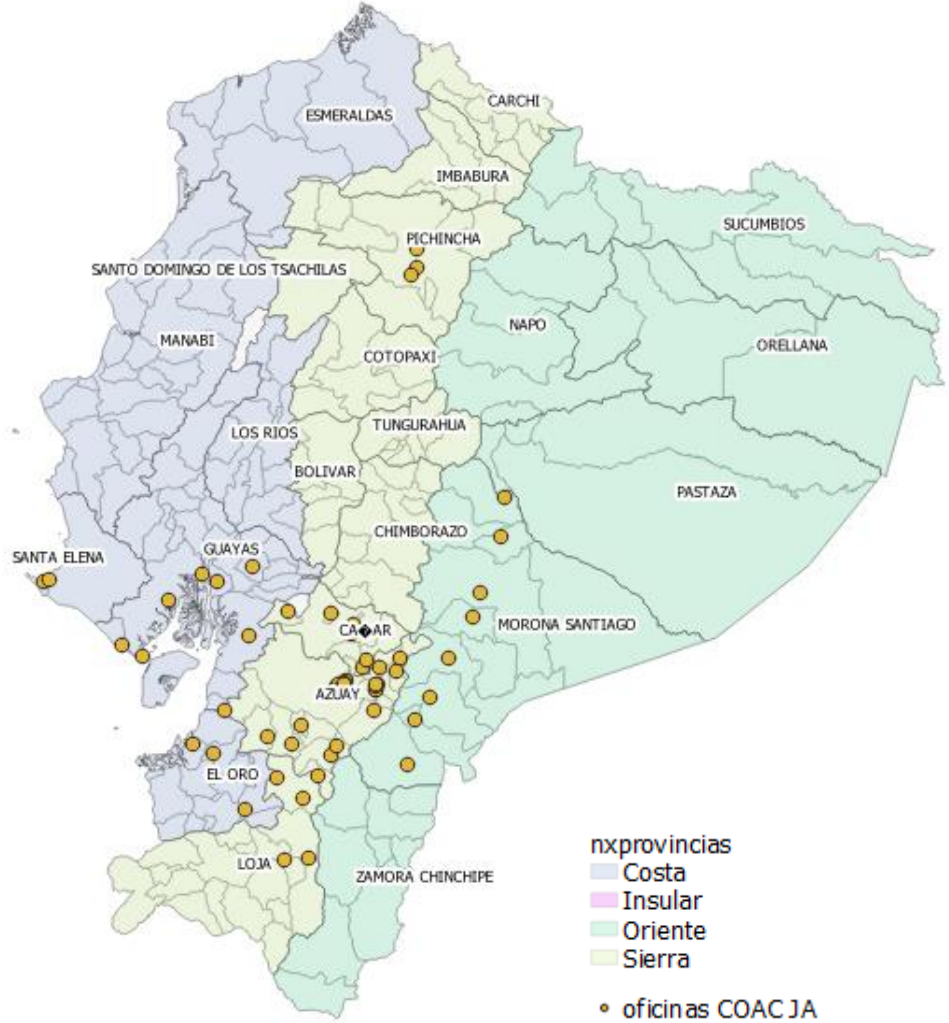 CARCHI
ESMERALDAS
IMBABURA
SUCUMBIOS
PICHINCHA
SANTO DOMINGO DE LOS TSACHILAS
NAPO
MANABI
ORELLANA
COTOPAXI
TUNGURAHUA
LOS RIOS
BOLIVAR
PASTAZA
CHIMBORAZO
GUAYAS
SANTA ELENA
MORONA SANTIAGO
CA�AR
AZUAY
EL ORO
LOJA
ZAMORA CHINCHIPE
nxprovincias
Costa
Insular
Oriente
Sierra
oficinas COAC JA